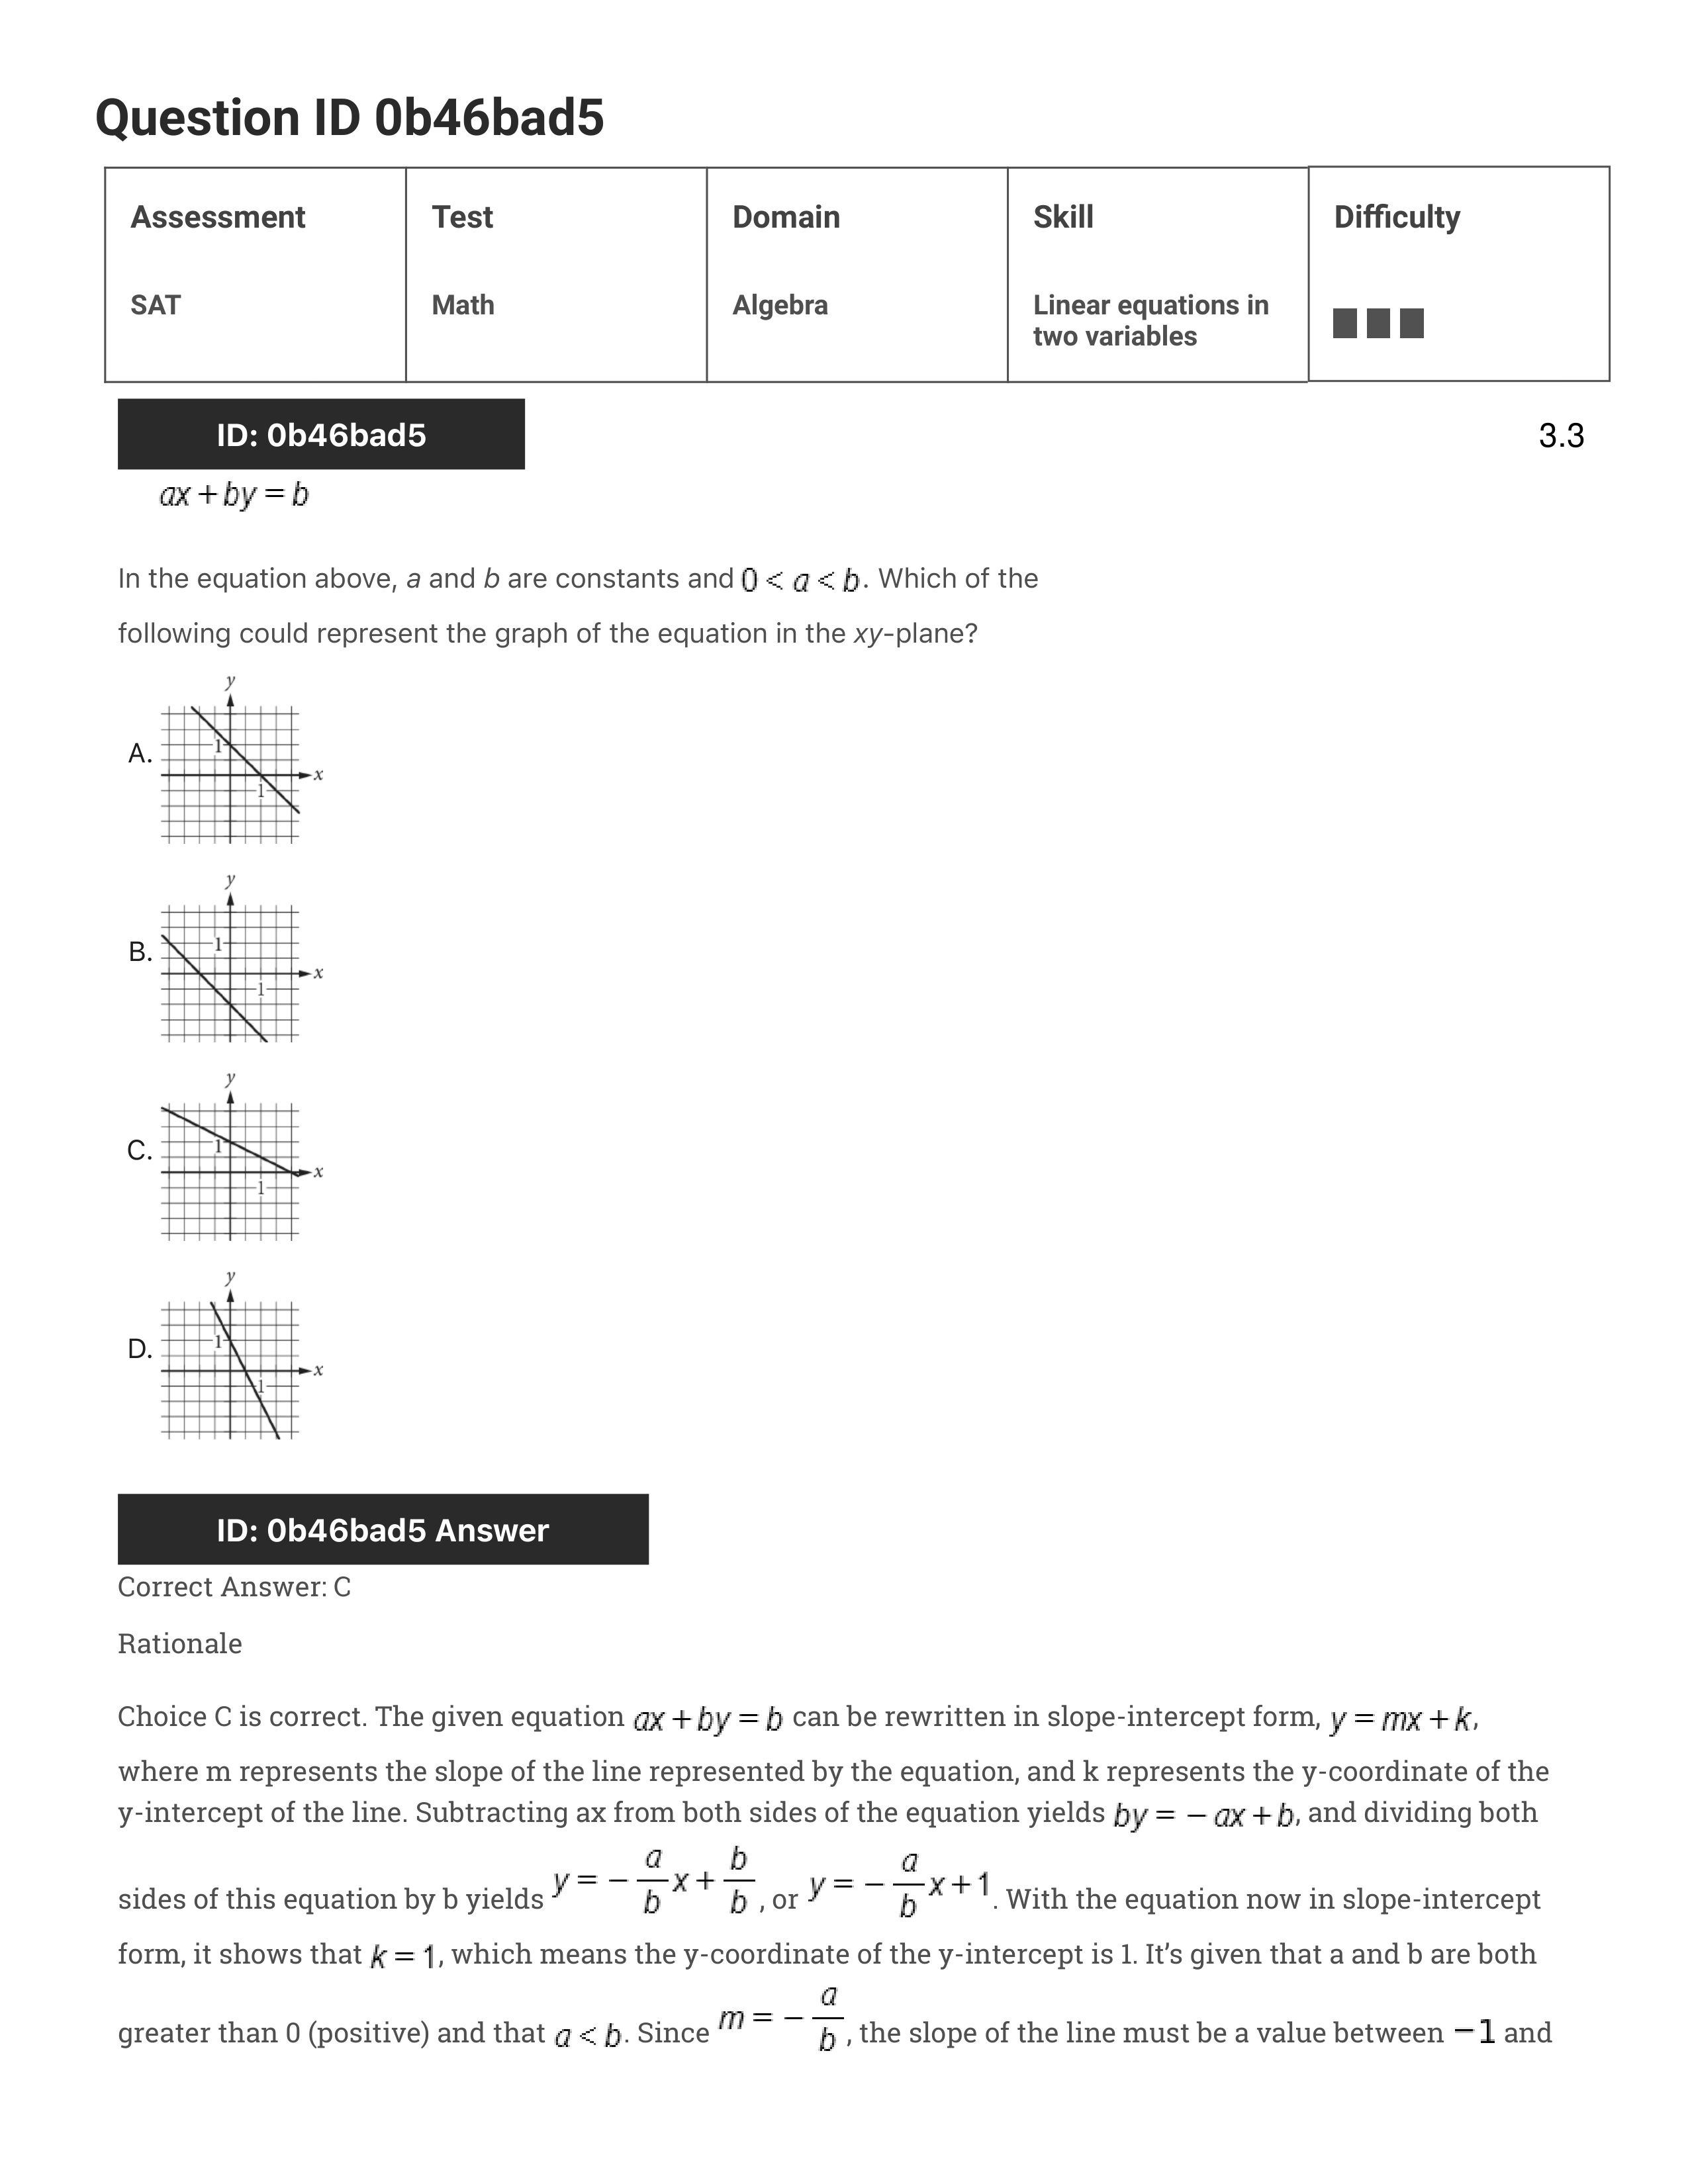 Question ID 0b46bad5
Assessment Test Domain Skill Difficulty
SAT Math Algebra Linear equations in two variables
ID: 0b46bad5 3.3
ax + by = b
In the equation above, a and b are constants and 0 < a < b. Which of the
following could represent the graph of the equation in the xy-plane?
y
A. 1 x
1
y
B. 1 x
1
y
C. 1 x
1
y
D. 1 x
1
ID: 0b46bad5 Answer
Correct Answer: C
Rationale
Choice C is correct. The given equation ax + by = b can be rewritten in slope-intercept form, y = mx + k,
where m represents the slope of the line represented by the equation, and k represents the y-coordinate of the
y-intercept of the line. Subtracting ax from both sides of the equation yields by = − ax + b, and dividing both
sides of this equation by b yields y = − a/b x + b/b, or y = − a/b x + 1. With the equation now in slope-intercept
form, it shows that k = 1, which means the y-coordinate of the y-intercept is 1. It’s given that a and b are both
greater than 0 (positive) and that a < b. Since m = − a/b, the slope of the line must be a value between −1 and